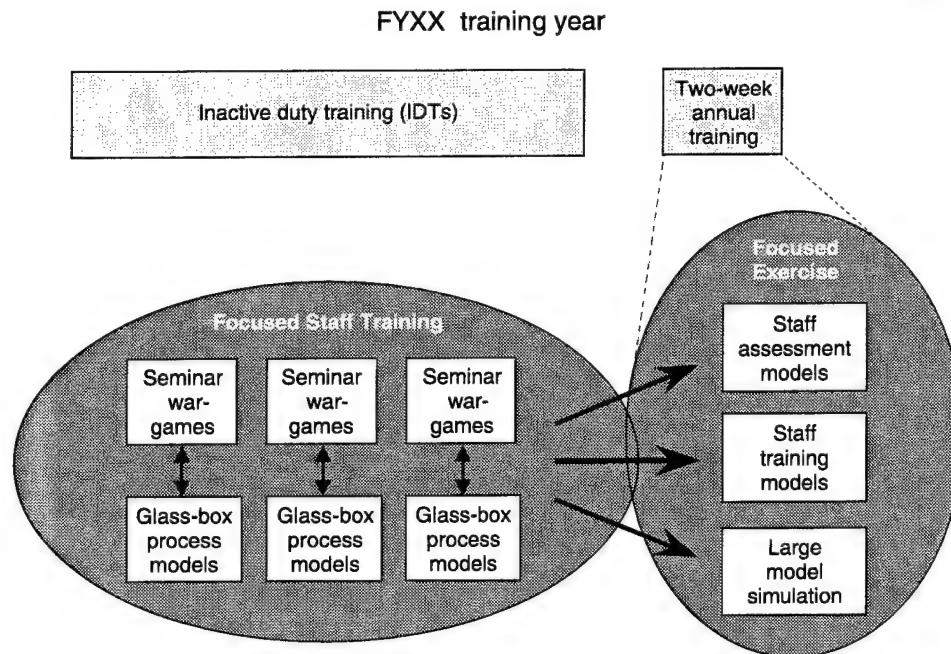 FYXX training year
Inactive duty training (IDTs)
Two-week
annual
training
Focused
Exercise
Focused Staff Training
Staff
assessment
models
Seminar
war-
games
Seminar
war-
games
Seminar
war-
games
Staff
training
models
Glass-box
process
models
Glass-box
process
models
Glass-box
process
models
Large
model
simulation